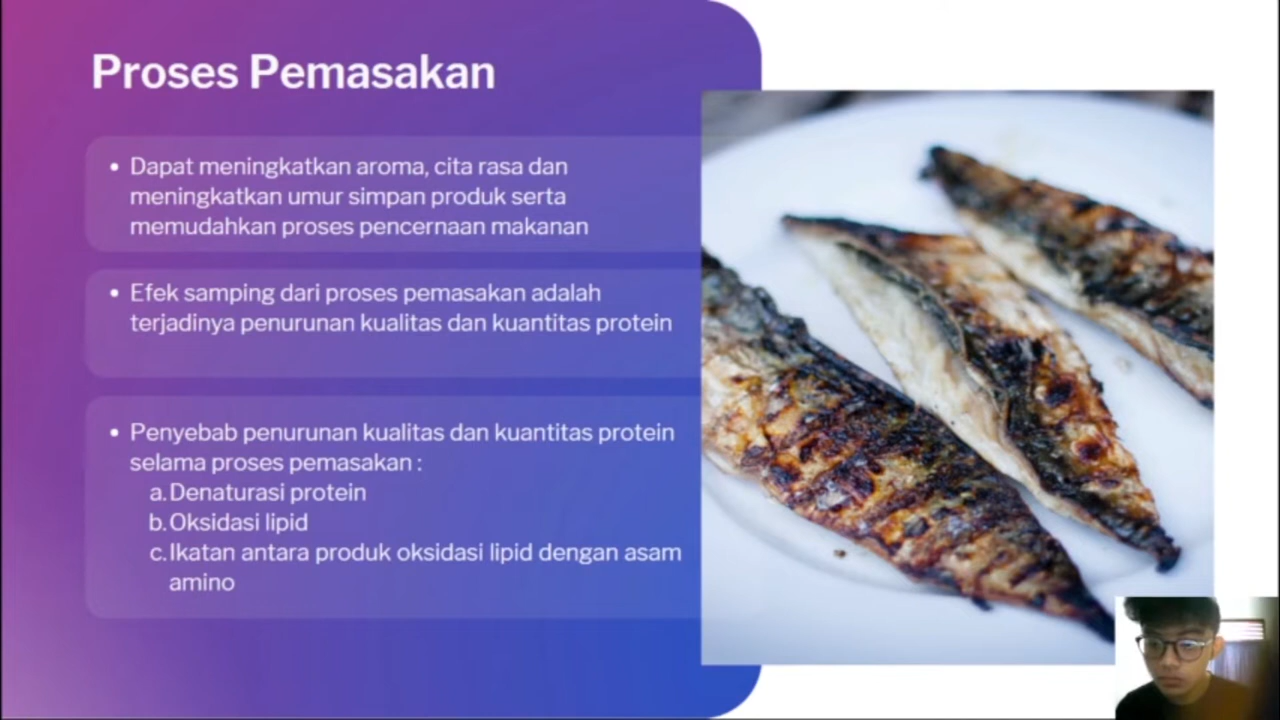 Proses Pemasakan
• Dapat meningkatkan aroma, cita rasa dan
meningkatkan umur simpan produk serta
memudahkan proses pencernaan makanan
• Efek samping dari proses pemasakan adalah
terjadinya penurunan kualitas dan kuantitas protein
• Penyebab penurunan kualitas dan kuantitas protein
selama proses pemasakan :
a. Denaturasi protein
b. Oksidasi lipid
c. Ikatan antara produk oksidasi lipid dengan asam
amino